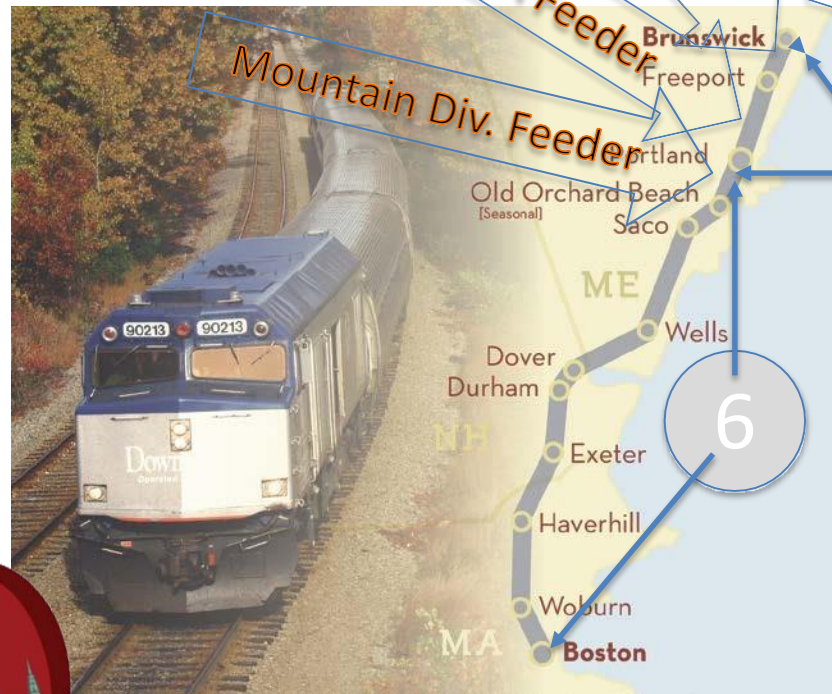 Feeder
Brunswick
Freeport
Mountain Div. Feeder
Portland
Old Orchard Beach
[Seasonal]
Saco
ME
Wells
90213 90213
Dover
Durham
6
NH
Exeter
Down
Haverhill
Woburn
MA
Boston